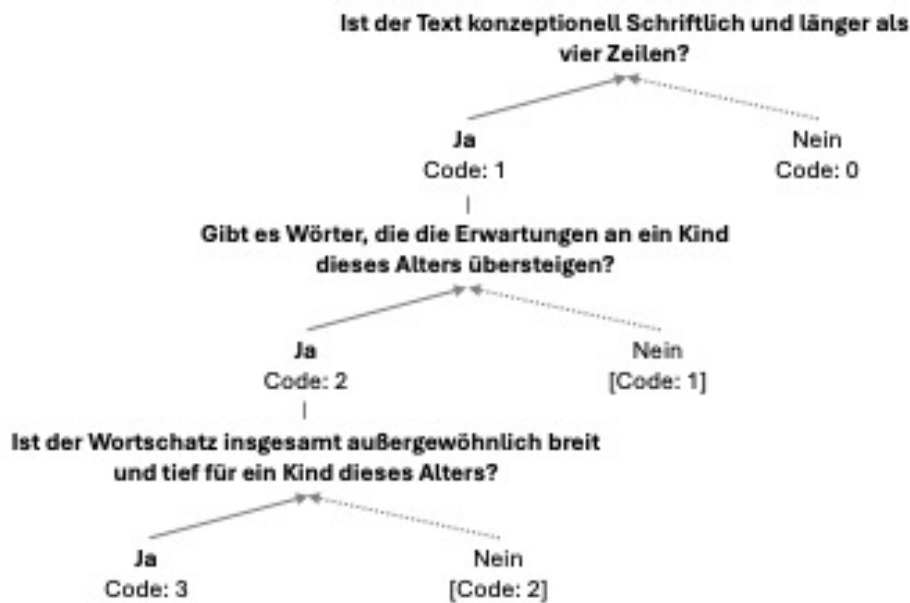 Ist der Text konzeptionell Schriftlich und länger als
vier Zeilen?
Ja
Code: 1
Nein
Code: 0
Gibt es Wörter, die die Erwartungen an ein Kind
dieses Alters übersteigen?
Ja
Code: 2
Nein
[Code: 1]
Ist der Wortschatz insgesamt außergewöhnlich breit
und tief für ein Kind dieses Alters?
Ja
Code: 3
Nein
[Code: 2]